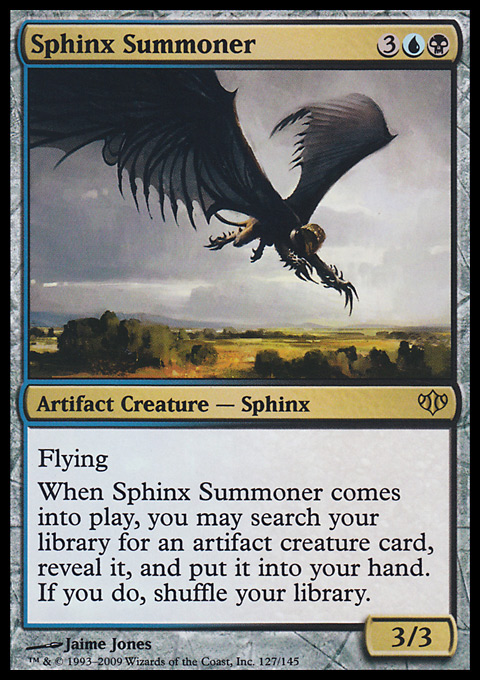 Sphinx Summoner 3
Artifact Creature — Sphinx
Flying
When Sphinx Summoner comes
into play, you may search your
library for an artifact creature card,
reveal it, and put it into your hand.
If you do, shuffle your library.
3/3
Jaime Jones
™ & © 1993–2009 Wizards of the Coast, Inc. 127/145